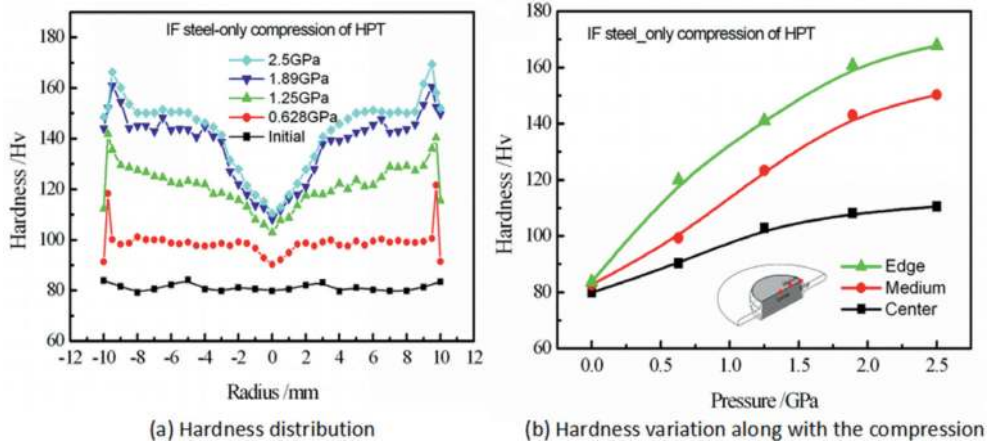 IF steel-only compression of HPT
2.5GPa
1.89GPa
1.25GPa
0.628GPa
Initial
Hardness /Hv
180
160
140
120
100
80
60
-12 -10 -8 -6 -4 -2 0 2 4 6 8 10 12
Radius /mm
(a) Hardness distribution
IF steel_only compression of HPT
Edge
Medium
Center
Hardness /Hv
180
160
140
120
100
80
60
0.0 0.5 1.0 1.5 2.0 2.5
Pressure /GPa
(b) Hardness variation along with the compression